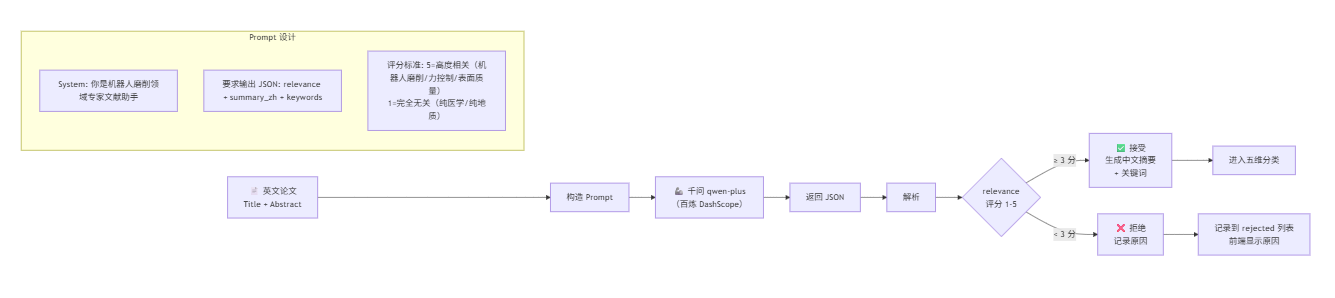 Prompt 设计
System: 你是机器人磨削领
域专家文献助手
要求输出 JSON: relevance
+ summary_zh + keywords
评分标准: 5=高度相关（机
器人磨削/力控制/表面质
量）
1=完全无关（纯医学/纯地
质）
英文论文
Title + Abstract
构造 Prompt
千问 qwen-plus
（百炼 DashScope）
返回 JSON
解析
relevance
评分 1-5
≥ 3 分
✅ 接受
生成中文摘要
+ 关键词
进入五维分类
< 3 分
❌ 拒绝
记录原因
记录到 rejected 列表
前端显示原因